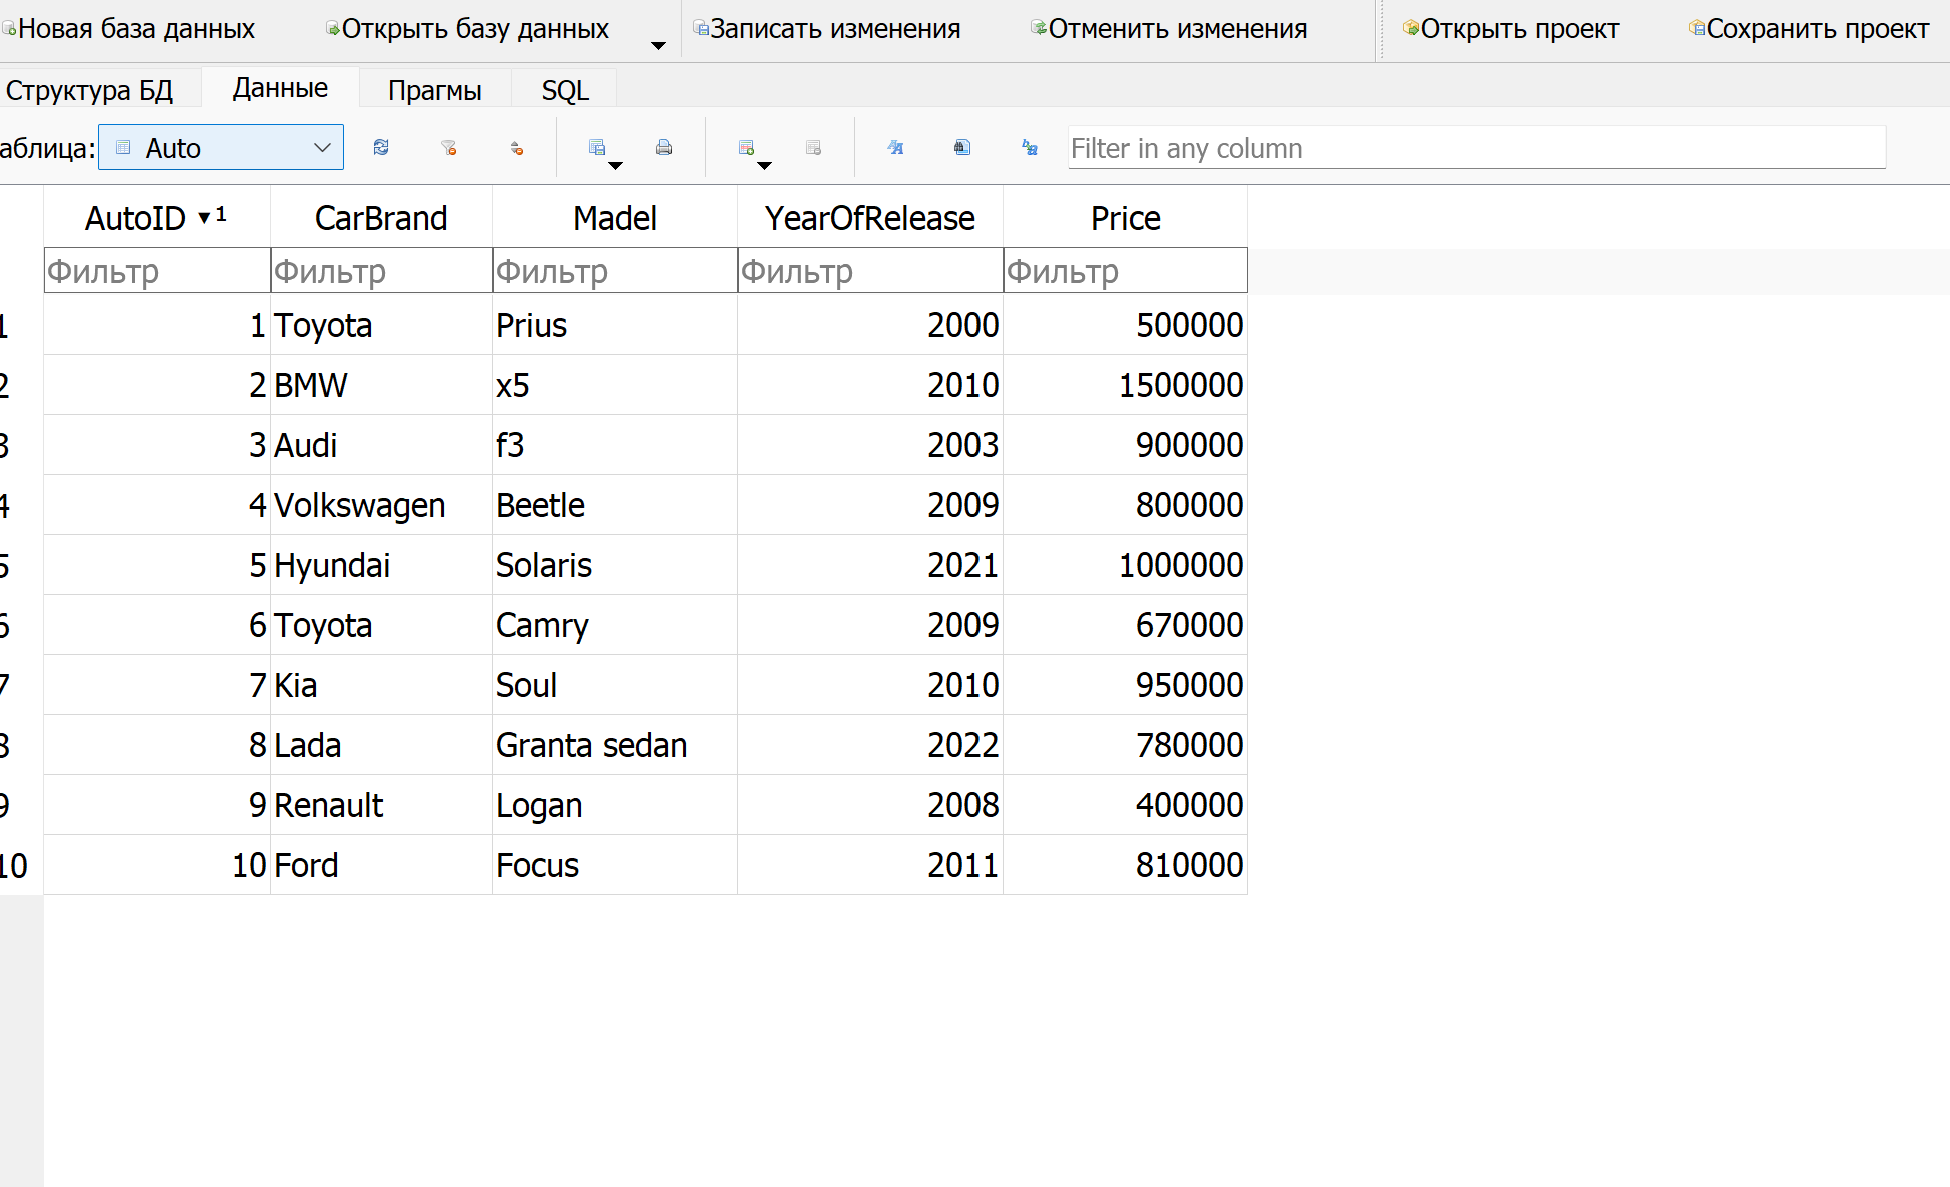 Новая база данных Открыть базу данных Записать изменения Отменить изменения Открыть проект Сохранить проект
Структура БД Данные Прагмы SQL
аблица: Auto Filter in any column
AutoID 1 CarBrand Madel YearOfRelease Price
Фильтр Фильтр Фильтр Фильтр Фильтр
1 1 Toyota Prius 2000 500000
2 2 BMW x5 2010 1500000
3 3 Audi f3 2003 900000
4 4 Volkswagen Beetle 2009 800000
5 5 Hyundai Solaris 2021 1000000
6 6 Toyota Camry 2009 670000
7 7 Kia Soul 2010 950000
8 8 Lada Granta sedan 2022 780000
9 9 Renault Logan 2008 400000
10 10 Ford Focus 2011 810000